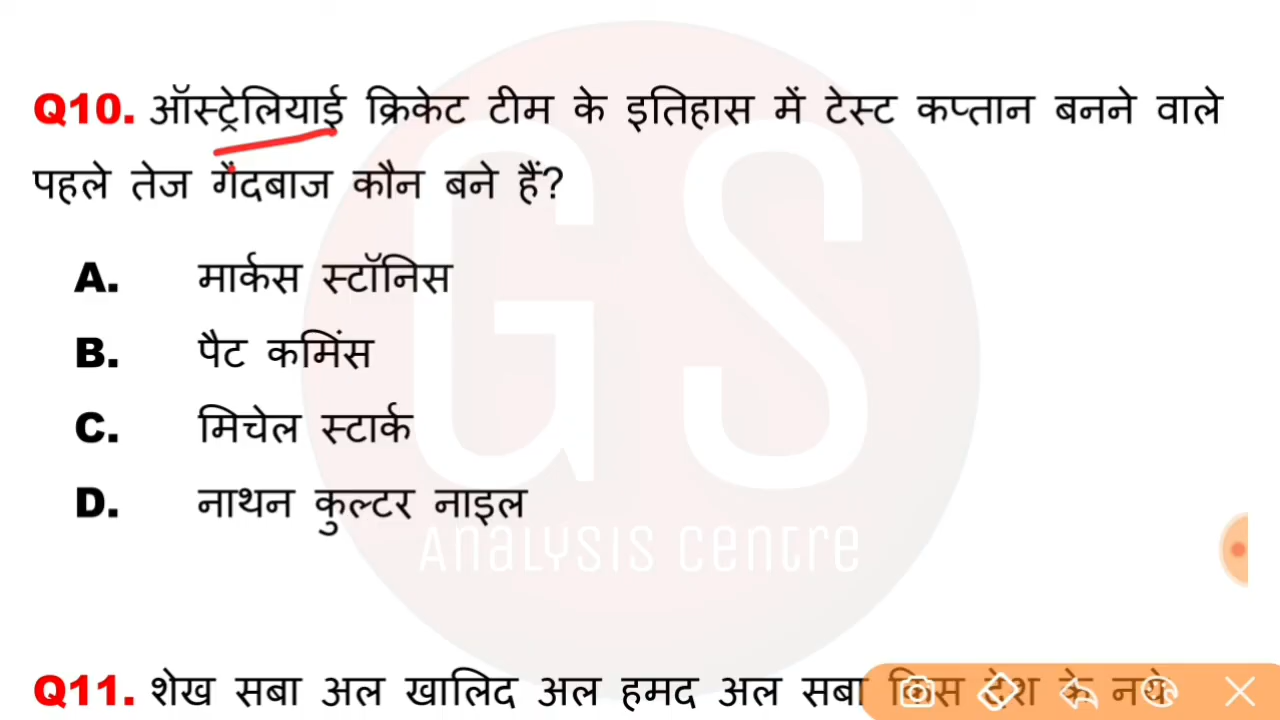 Q10. ऑस्ट्रेलियाई क्रिकेट टीम के इतिहास में टेस्ट कप्तान बनने वाले
पहले तेज गेंदबाज कौन बने हैं?
A. मार्कस स्टॉनिस
B. पैट कमिंस
C. मिचेल स्टार्क
D. नाथन कुल्टर नाइल
GS
Analysis Centre
Q11. शेख सबा अल खालिद अल हमद अल सबा किस देश के नये